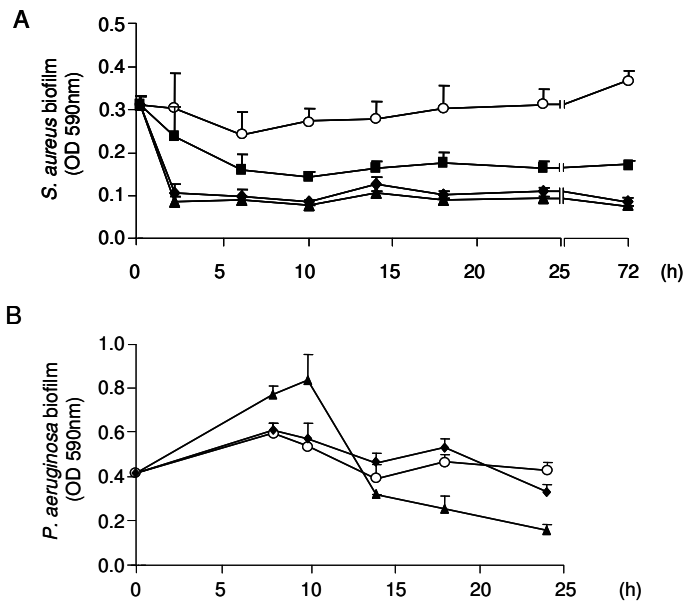 A
S. aureus biofilm
(OD 590nm)
0.5
0.4
0.3
0.2
0.1
0.0
0 5 10 15 20 25 72 (h)
B
P. aeruginosa biofilm
(OD 590nm)
1.0
0.8
0.6
0.4
0.2
0.0
0 5 10 15 20 25 (h)